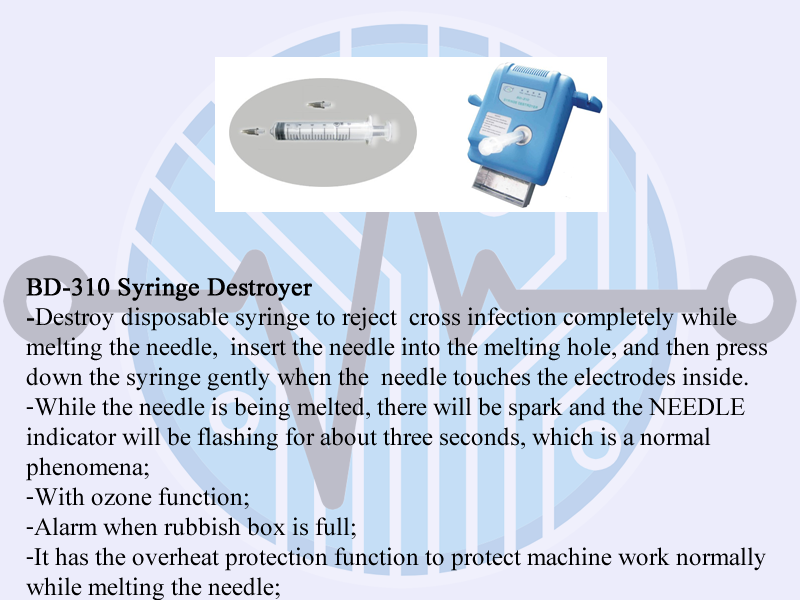 BD-310 Syringe Destroyer
-Destroy disposable syringe to reject cross infection completely while
melting the needle, insert the needle into the melting hole, and then press
down the syringe gently when the needle touches the electrodes inside.
-While the needle is being melted, there will be spark and the NEEDLE
indicator will be flashing for about three seconds, which is a normal
phenomena;
-With ozone function;
-Alarm when rubbish box is full;
-It has the overheat protection function to protect machine work normally
while melting the needle;